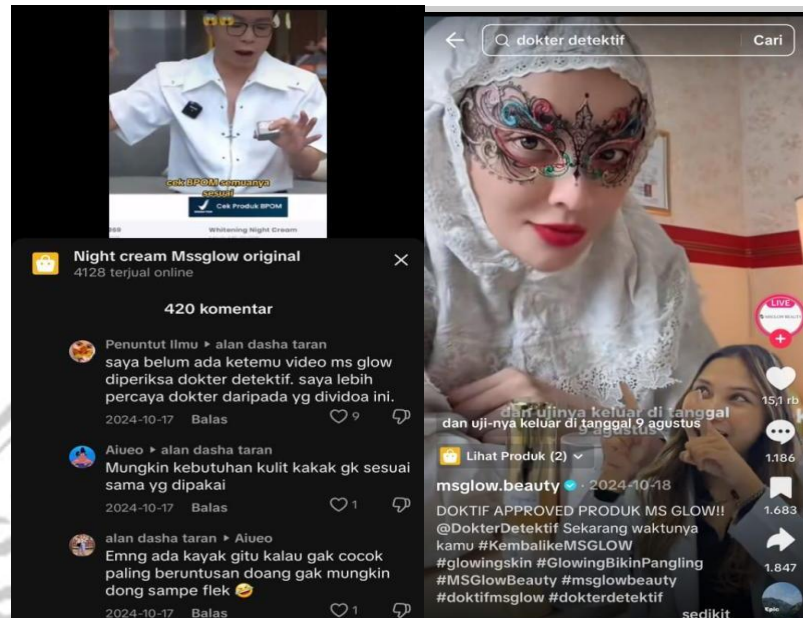 cek BPOM semuanya
sesuai
Cek Produk BPOM
Whitening Night Cream
Night cream Mssglow original
4128 terjual online
420 komentar
Penuntut Ilmu ▸ alan dasha taran
saya belum ada ketemu video ms glow
diperiksa dokter detektif. saya lebih
percaya dokter daripada yg dividoa ini.
2024-10-17 Balas 9
Aiueo ▸ alan dasha taran
Mungkin kebutuhan kulit kakak gk sesuai
sama yg dipakai
2024-10-17 Balas 1
alan dasha taran ▸ Aiueo
Emng ada kayak gitu kalau gak cocok
paling beruntusan doang gak mungkin
dong sampe flek 🤣
2024-10-17 Balas 1
dokter detektif Cari
LIVE
MSGLOW BEAUTY
15,1 rb
dan ujinya keluar di tanggal
9 agustus
dan uji-nya keluar di tanggal 9 agustus
1.186
Lihat Produk (2)
msglow.beauty · 2024-10-18
1.683
DOKTIF APPROVED PRODUK MS GLOW!!
@DokterDetektif Sekarang waktunya
kamu #KembalikeMSGLOW
#glowingskin #GlowingBikinPangling
#MSGlowBeauty #msglowbeauty
#doktifmsglow #dokterdetektif
1.847
Epic
sedikit